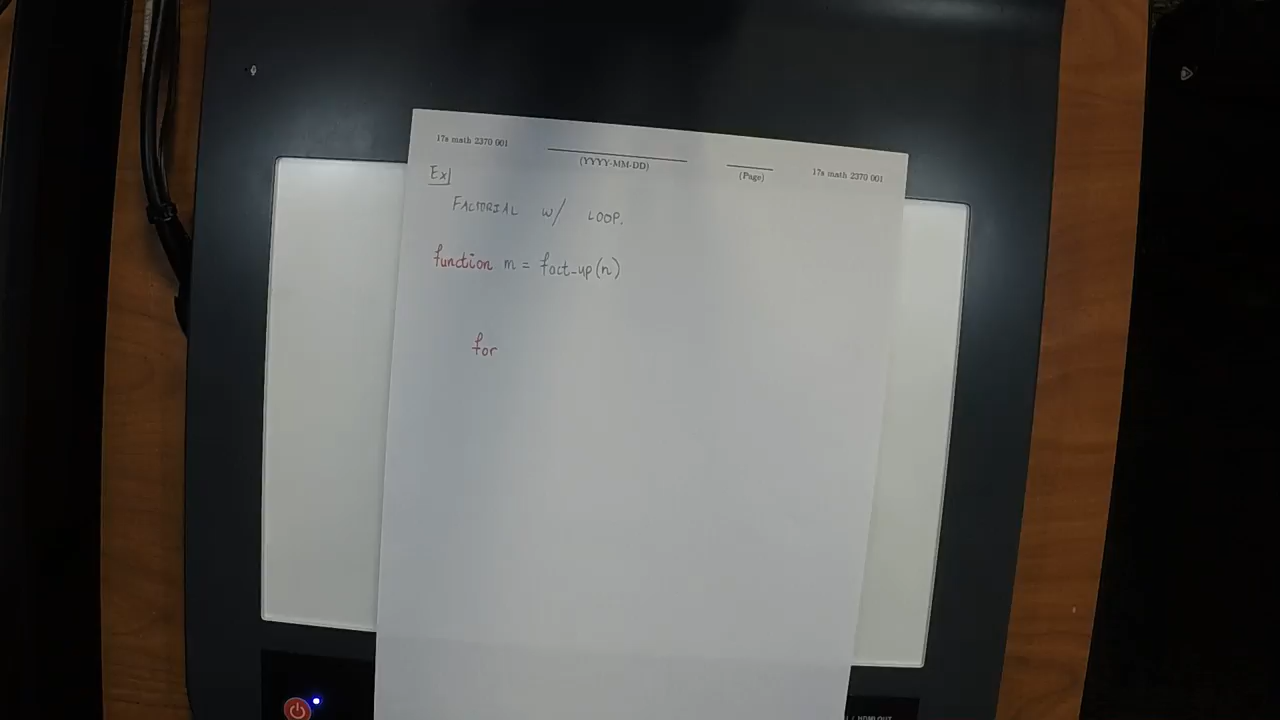 17s math 2370 001
(YYYY-MM-DD)
(Page)
17s math 2370 001
Ex
FACTORIAL w/ LOOP.
function m = fact_up(n)
for